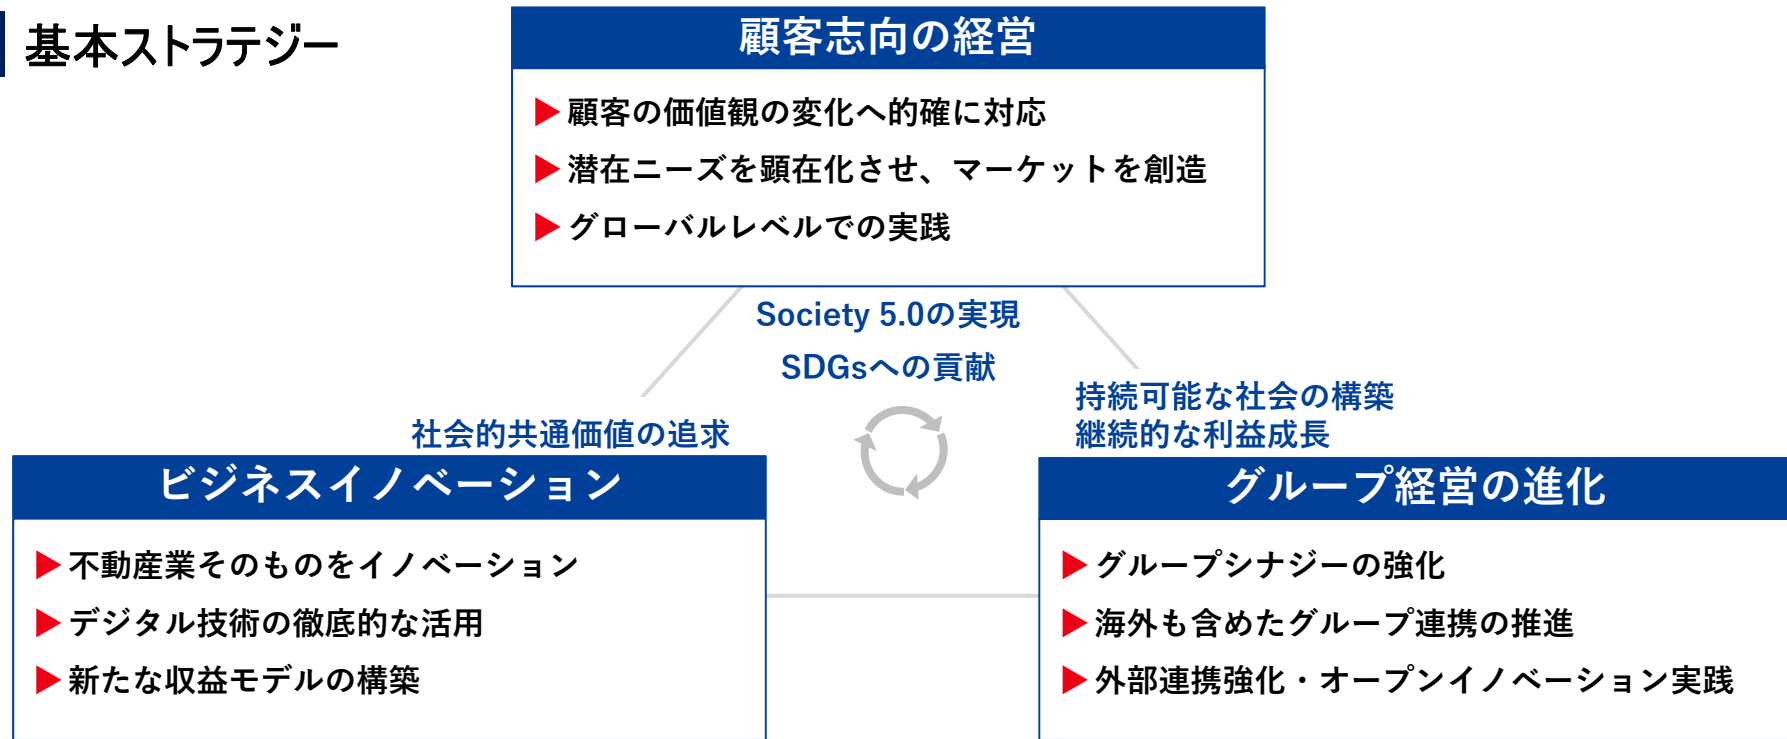 基本ストラテジー
顧客志向の経営
▶顧客の価値観の変化へ的確に対応
▶潜在ニーズを顕在化させ、マーケットを創造
▶グローバルレベルでの実践
Society 5.0の実現
SDGsへの貢献
社会的共通価値の追求
持続可能な社会の構築
継続的な利益成長
ビジネスイノベーション
▶不動産業そのものをイノベーション
▶デジタル技術の徹底的な活用
▶新たな収益モデルの構築
グループ経営の進化
▶グループシナジーの強化
▶海外も含めたグループ連携の推進
▶外部連携強化・オープンイノベーション実践